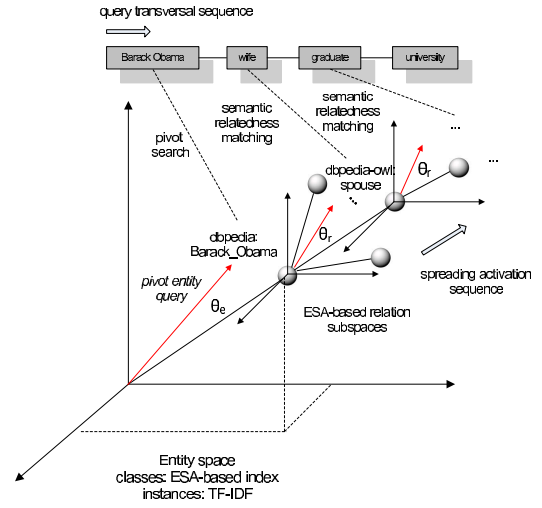 query transversal sequence
Barack Obama
wife
graduate
university
semantic
relatedness
matching
semantic
relatedness
matching
...
...
pivot
search
dbpedia-owl:
spouse
...
θr
θr
dbpedia:
Barack_Obama
pivot entity
query
θe
spreading activation
sequence
ESA-based relation
subspaces
Entity space
classes: ESA-based index
instances: TF-IDF